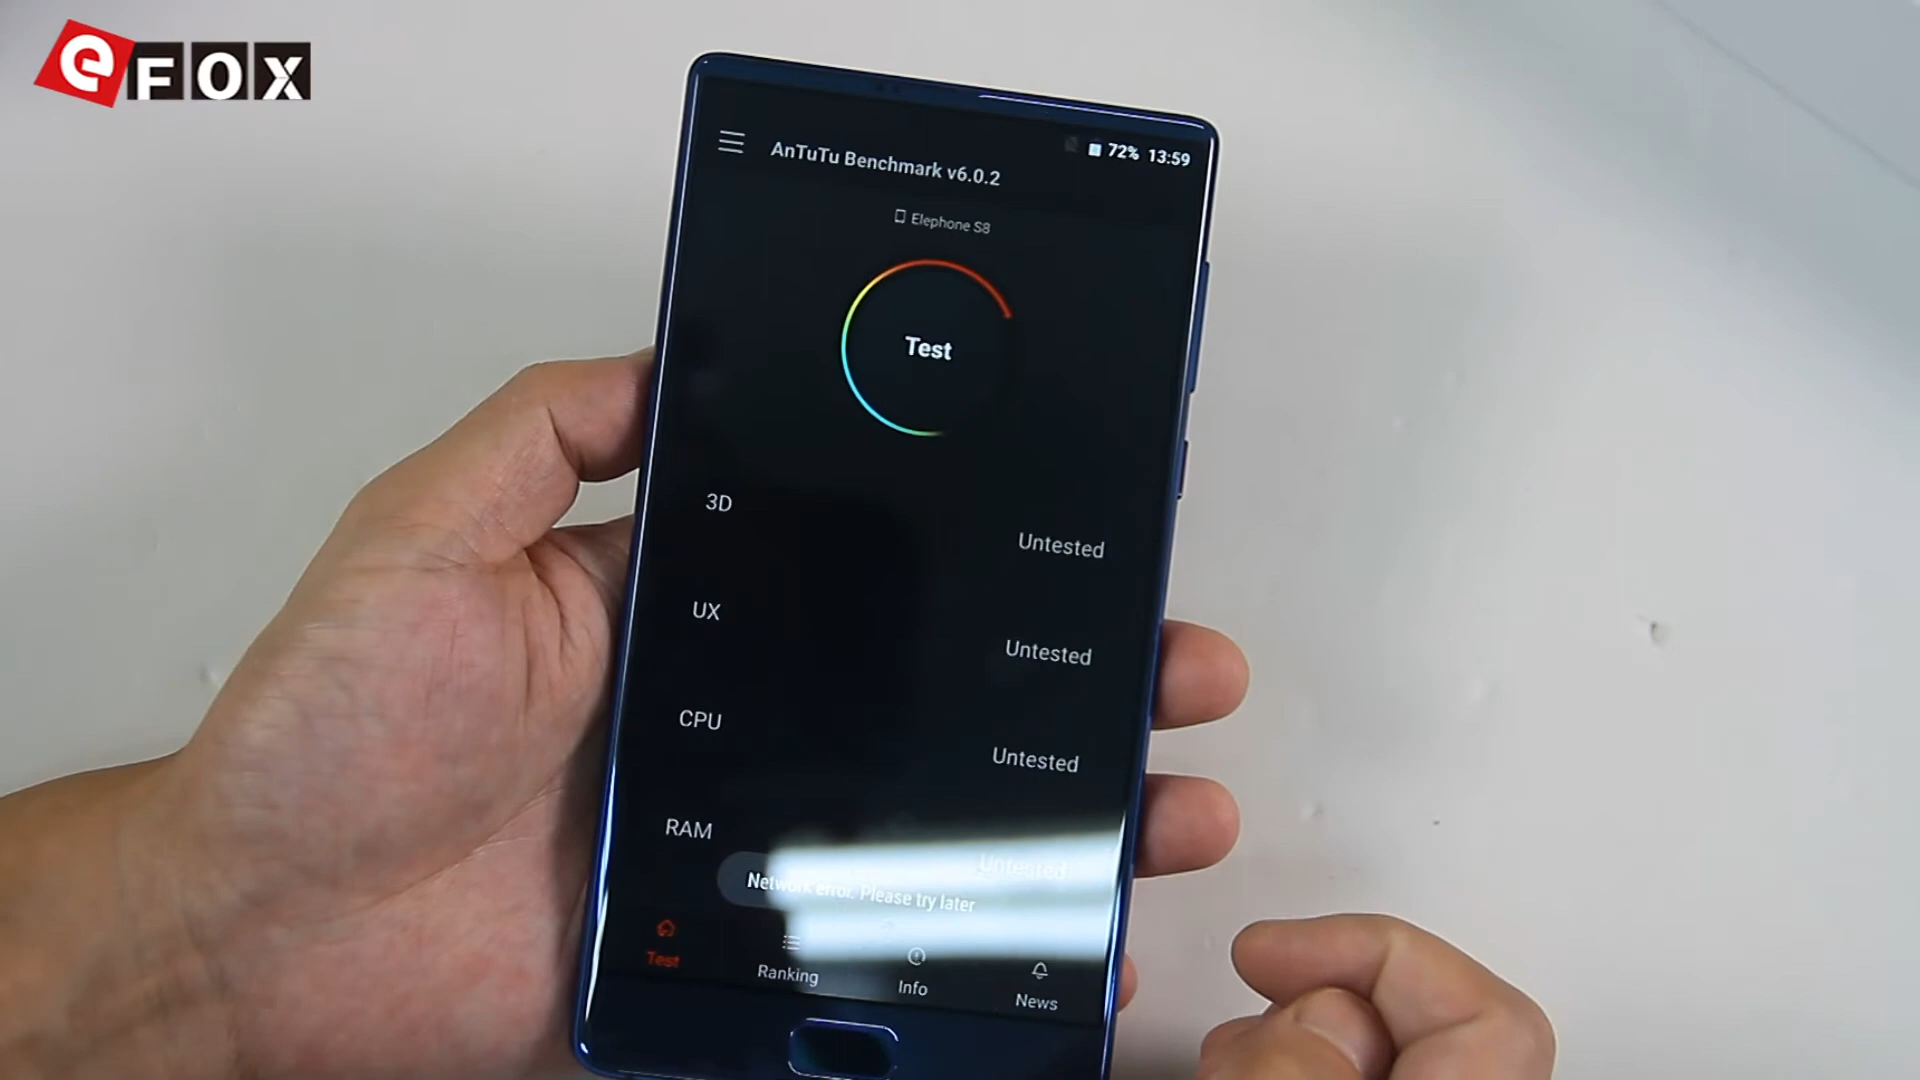 eFOX
72% 13:59
AnTuTu Benchmark v6.0.2
Elephone S8
Test
3D
Untested
UX
Untested
CPU
Untested
RAM
Untested
Network error. Please try later
Test
Ranking
Info
News